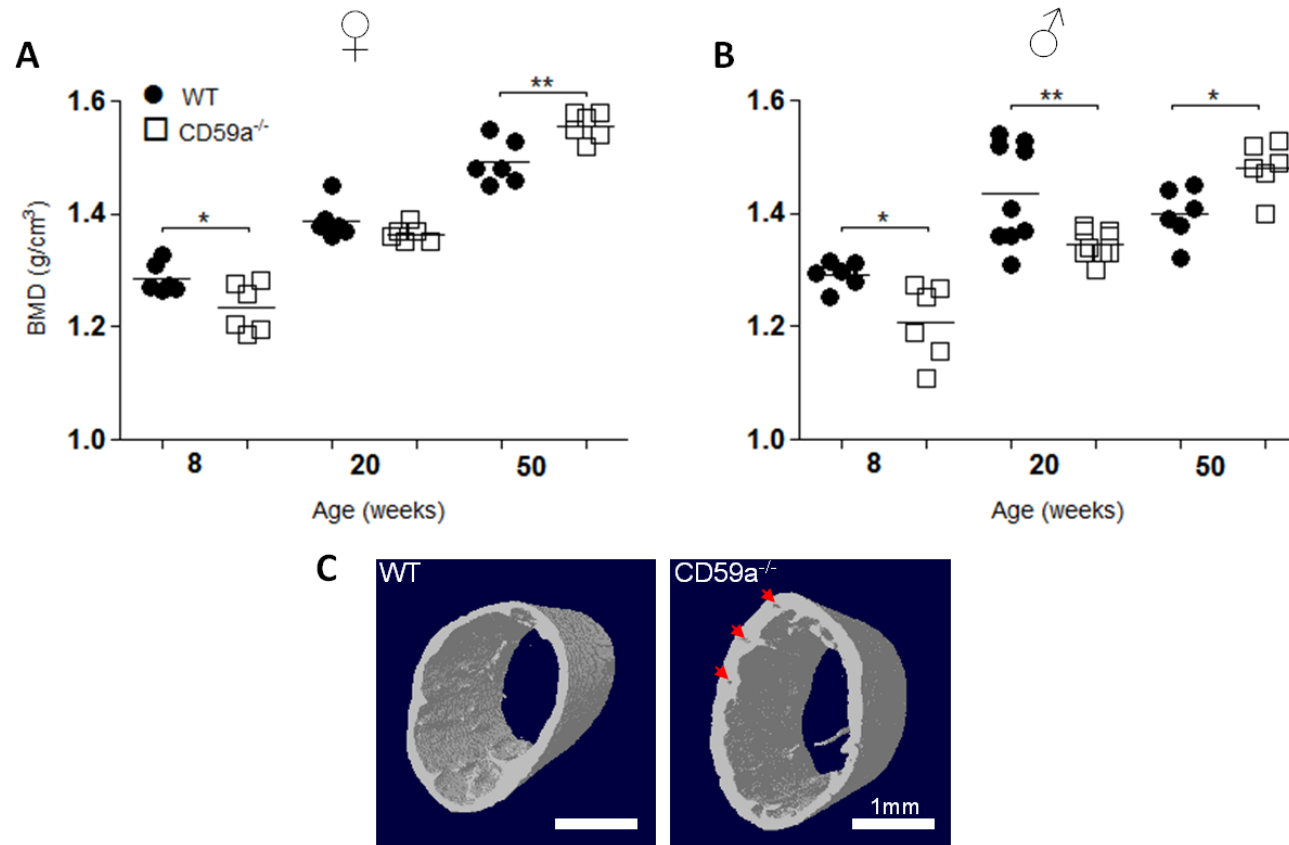 ♀
♂
A
B
WT
CD59a-/-
BMD (g/cm3)
1.6
1.4
1.2
1.0
*
**
8
20
50
Age (weeks)
1.6
1.4
1.2
1.0
*
**
*
8
20
50
Age (weeks)
C
WT
CD59a-/-
1mm